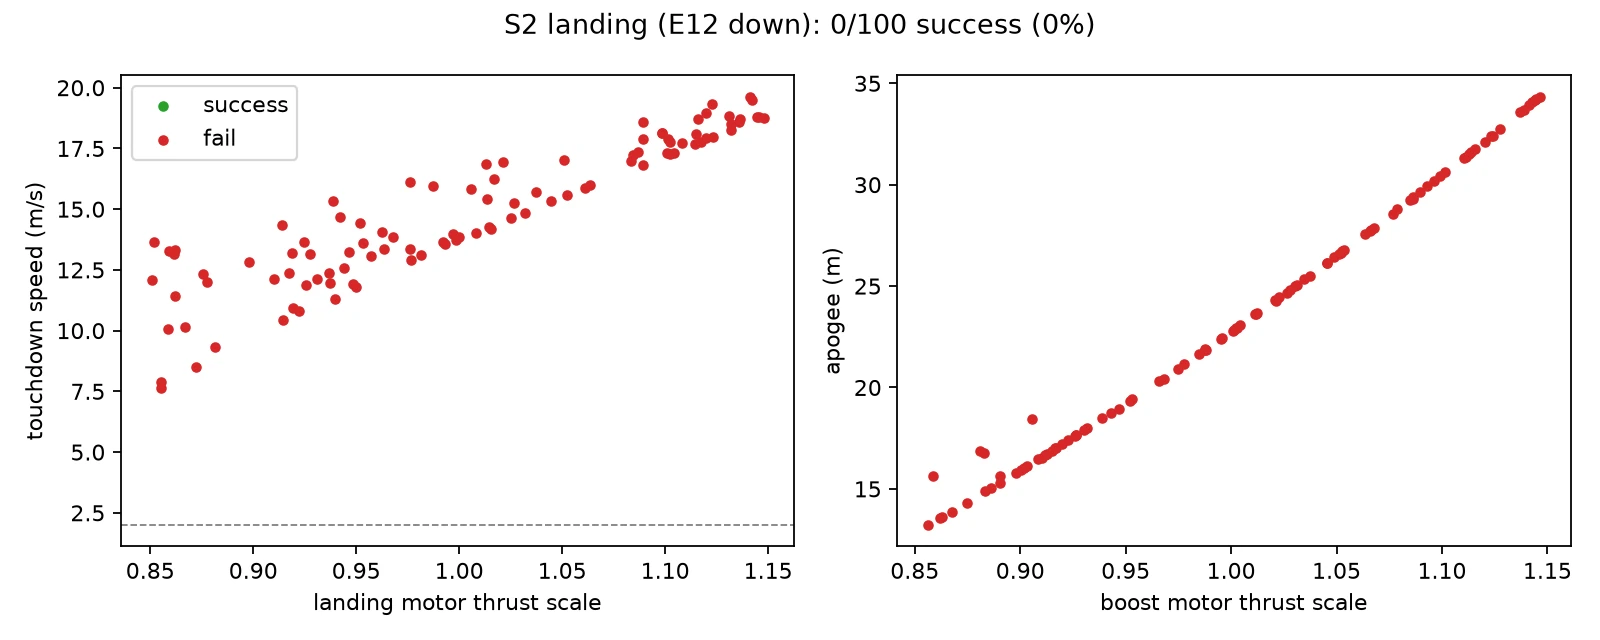 S2 landing (E12 down): 0/100 success (0%)
success
fail
touchdown speed (m/s)
20.0
17.5
15.0
12.5
10.0
7.5
5.0
2.5
0.85 0.90 0.95 1.00 1.05 1.10 1.15
landing motor thrust scale
apogee (m)
35
30
25
20
15
0.85 0.90 0.95 1.00 1.05 1.10 1.15
boost motor thrust scale